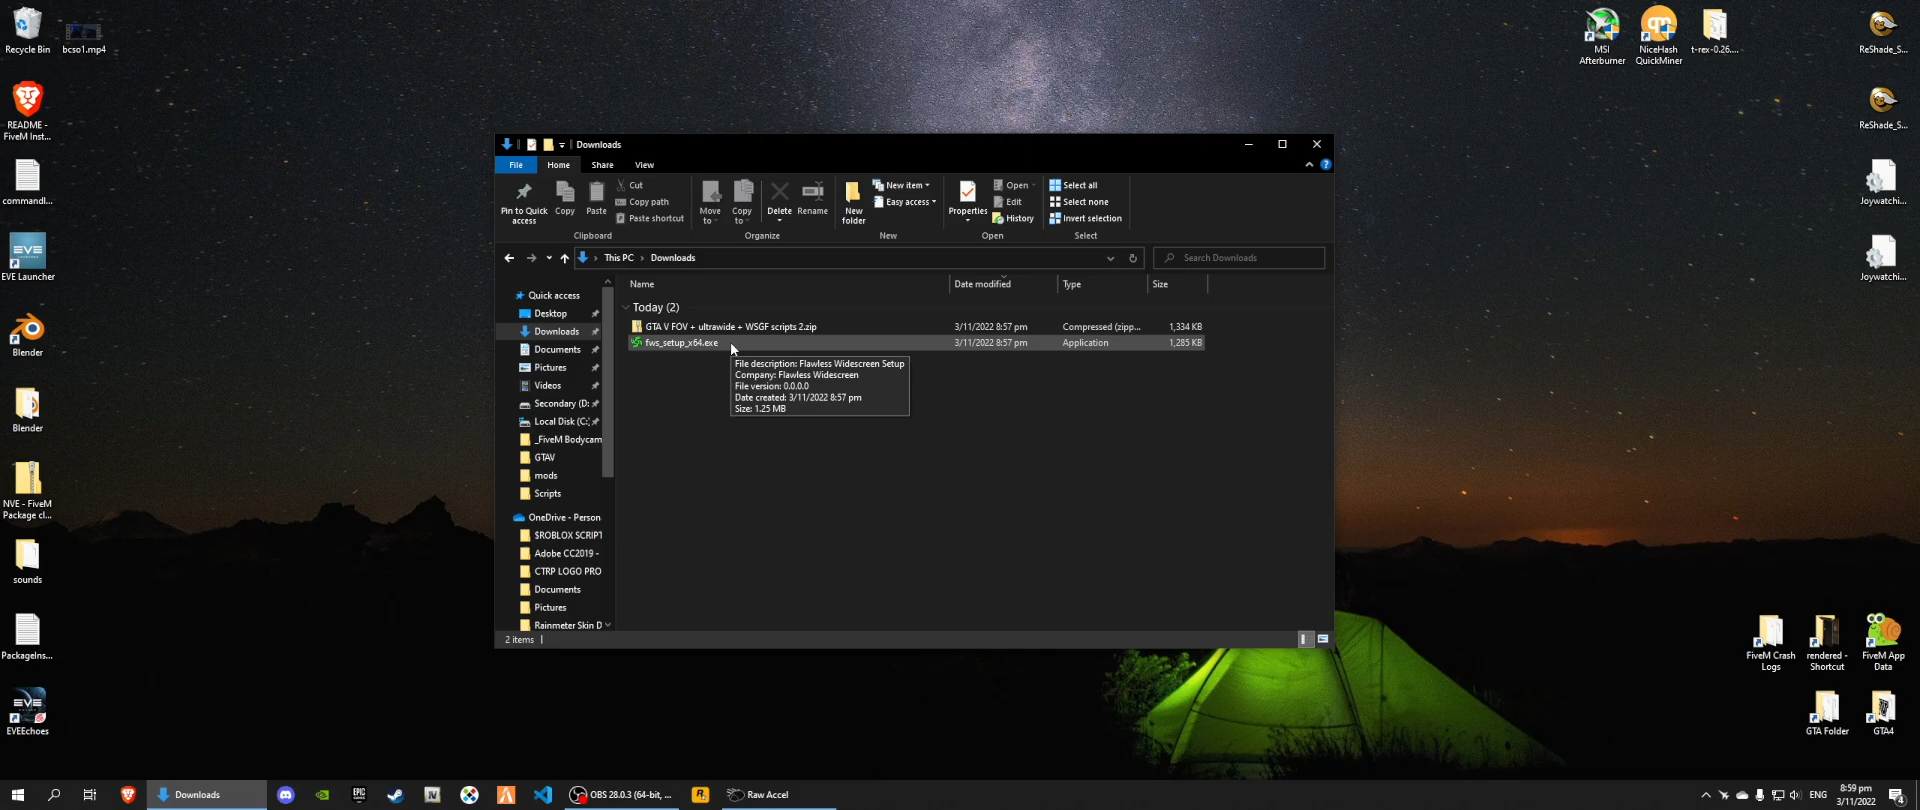 Recycle Bin
bcso1.mp4
README -
FiveM Inst...
commandl...
EVE
EVE Launcher
Blender
Blender
NVE - FiveM
Package cl...
sounds
PackageIns...
EVE
EVEEchoes
MSI
Afterburner
NiceHash
QuickMiner
t-rex-0.26....
ReShade_S...
ReShade_S...
Joywatchi...
Joywatchi...
FiveM Crash
Logs
rendered -
Shortcut
FiveM App
Data
GTA Folder
GTA4
Downloads
File
Home
Share
View
Pin to Quick
access
Copy
Paste
Cut
Copy path
Paste shortcut
Clipboard
Move
to
Copy
to
Delete
Rename
Organize
New
folder
New item
Easy access
New
Properties
Open
Edit
History
Open
Select all
Select none
Invert selection
Select
This PC > Downloads
Search Downloads
Quick access
Desktop
Downloads
Documents
Pictures
Videos
Secondary (D:
Local Disk (C:)
_FiveM Bodycam
GTAV
mods
Scripts
OneDrive - Person
$ROBLOX SCRIPT
Adobe CC2019 -
CTRP LOGO PRO
Documents
Pictures
Rainmeter Skin D
Name Date modified Type Size
Today (2)
GTA V FOV + ultrawide + WSGF scripts 2.zip 3/11/2022 8:57 pm Compressed (zipp... 1,334 KB
fws_setup_x64.exe 3/11/2022 8:57 pm Application 1,285 KB
File description: Flawless Widescreen Setup
Company: Flawless Widescreen
File version: 0.0.0.0
Date created: 3/11/2022 8:57 pm
Size: 1.25 MB
2 items
Downloads
OBS 28.0.3 (64-bit, ...
Raw Accel
ENG
8:59 pm
3/11/2022
4